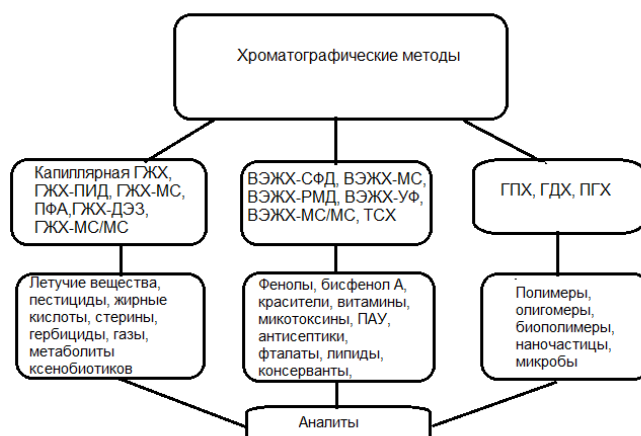 Хроматографические методы
Капиллярная ГЖХ,
ГЖХ-ПИД, ГЖХ-МС,
ПФА,ГЖХ-ДЭЗ,
ГЖХ-МС/МС
ВЭЖХ-СФД, ВЭЖХ-МС,
ВЭЖХ-РМД, ВЭЖХ-УФ,
ВЭЖХ-МС/МС, ТСХ
ГПХ, ГДХ, ПГХ
Летучие вещества,
пестициды, жирные
кислоты, стерины,
гербициды, газы,
метаболиты
ксенобиотиков
Фенолы, бисфенол А,
красители, витамины,
микотоксины, ПАУ,
антисептики,
фталаты, липиды,
консерванты,
Полимеры,
олигомеры,
биополимеры,
наночастицы,
микробы
Аналиты